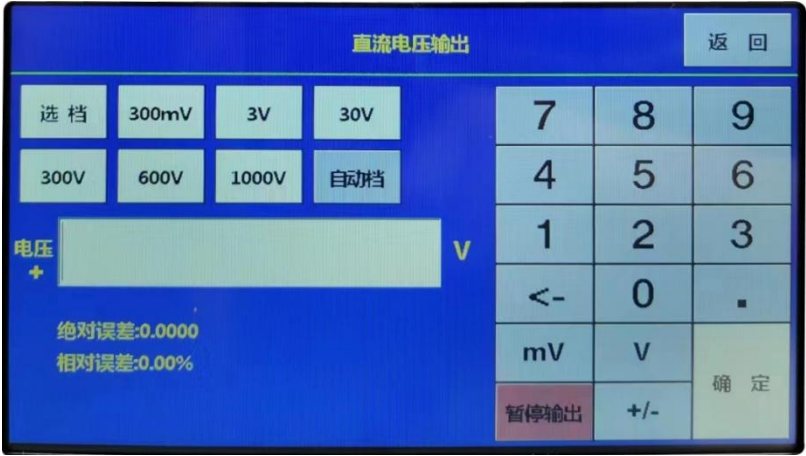 直流电压输出
返 回
选 档 300mV 3V 30V
300V 600V 1000V 自动档
电压 V
+
绝对误差:0.0000
相对误差:0.00%
7 8 9
4 5 6
1 2 3
<- 0 .
mV V
确 定
暂停输出 +/-